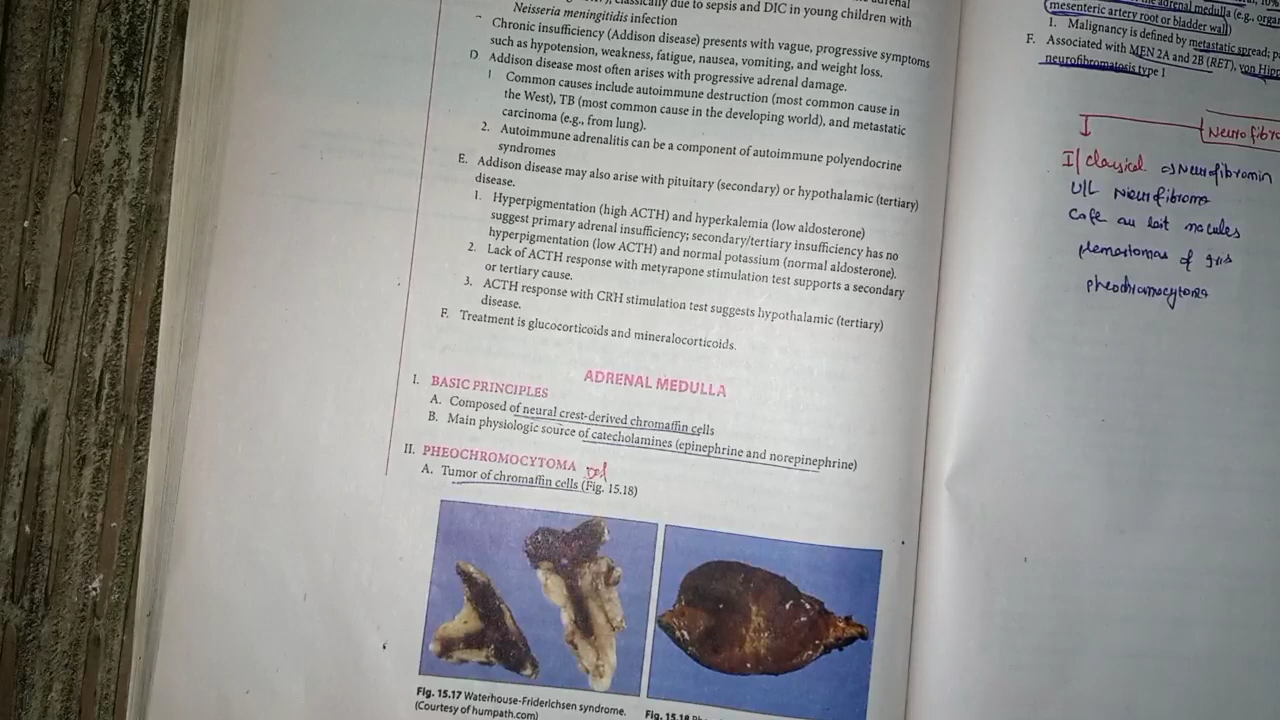 classically due to sepsis and DIC in young children with
Neisseria meningitidis infection
Chronic insufficiency (Addison disease) presents with vague, progressive symptoms
such as hypotension, weakness, fatigue, nausea, vomiting, and weight loss.
D Addison disease most often arises with progressive adrenal damage.
1 Common causes include autoimmune destruction (most common cause in
the West), TB (most common cause in the developing world), and metastatic
carcinoma (e.g., from lung).
2. Autoimmune adrenalitis can be a component of autoimmune polyendocrine
syndromes
E. Addison disease may also arise with pituitary (secondary) or hypothalamic (tertiary)
disease.
1. Hyperpigmentation (high ACTH) and hyperkalemia (low aldosterone)
suggest primary adrenal insufficiency; secondary/tertiary insufficiency has no
hyperpigmentation (low ACTH) and normal potassium (normal aldosterone).
2. Lack of ACTH response with metyrapone stimulation test supports a secondary
or tertiary cause.
3. ACTH response with CRH stimulation test suggests hypothalamic (tertiary)
disease.
F. Treatment is glucocorticoids and mineralocorticoids.
ADRENAL MEDULLA
I. BASIC PRINCIPLES
A. Composed of neural crest-derived chromaffin cells
B. Main physiologic source of catecholamines (epinephrine and norepinephrine)
II. PHEOCHROMOCYTOMA
A. Tumor of chromaffin cells (Fig. 15.18)
Fig. 15.17 Waterhouse-Friderichsen syndrome.
(Courtesy of humpath.com)
Fig. 15.18
the adrenal medulla (e.g.,
mesenteric artery root or bladder wall)
1. Malignancy is defined by metastatic spread;
F. Associated with MEN 2A and 2B (RET), von
neurofibromatosis type 1
I
Neurofibro
I/ classical ⇒ Neurofibromin
U/L Neurofibroma
Cafe au lait macules
pheochromocytoma